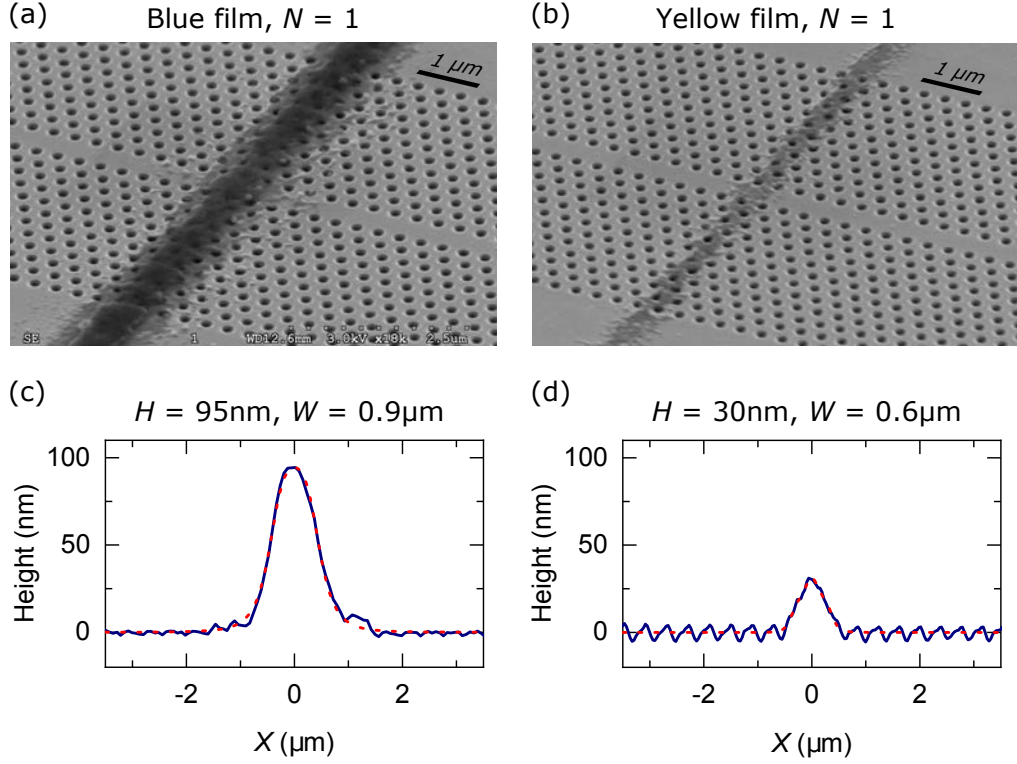 (a) Blue film, N = 1
1 µm
SE 1 WD12.6mm 3.0kV x18k 2.5um
(b) Yellow film, N = 1
1 µm
(c) H = 95nm, W = 0.9µm
Height (nm)
100
50
0
-2 0 2
X (µm)
(d) H = 30nm, W = 0.6µm
Height (nm)
100
50
0
-2 0 2
X (µm)